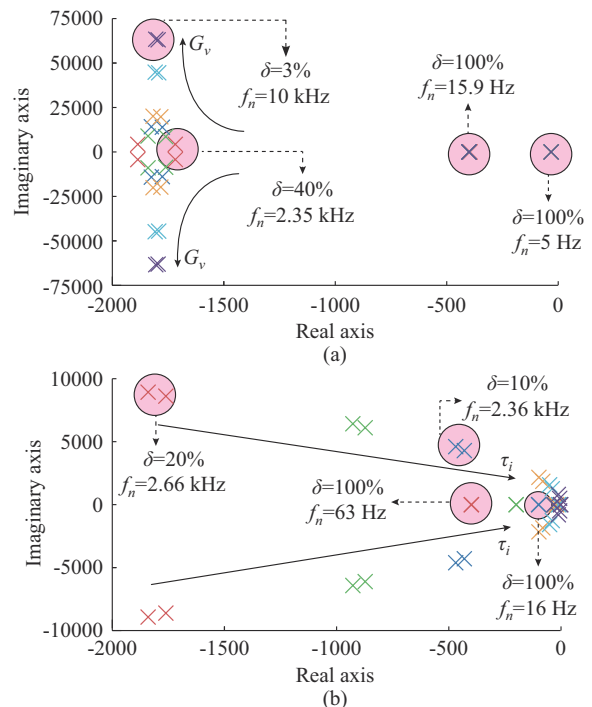 75000
50000
25000
0
-25000
-50000
-75000
Imaginary axis
G_v
δ=3%
f_n=10 kHz
δ=100%
f_n=15.9 Hz
δ=40%
f_n=2.35 kHz
δ=100%
f_n=5 Hz
G_v
-2000 -1500 -1000 -500 0
Real axis
(a)
10000
5000
0
-5000
-10000
Imaginary axis
δ=10%
f_n=2.36 kHz
δ=20%
f_n=2.66 kHz
δ=100%
f_n=63 Hz
τ_i
τ_i
δ=100%
f_n=16 Hz
-2000 -1500 -1000 -500 0
Real axis
(b)